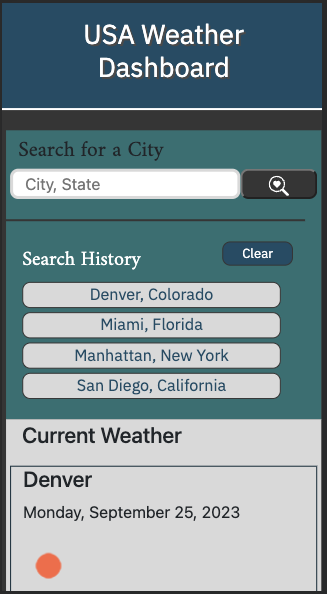 USA Weather
Dashboard
Search for a City
City, State
Search History
Clear
Denver, Colorado
Miami, Florida
Manhattan, New York
San Diego, California
Current Weather
Denver
Monday, September 25, 2023